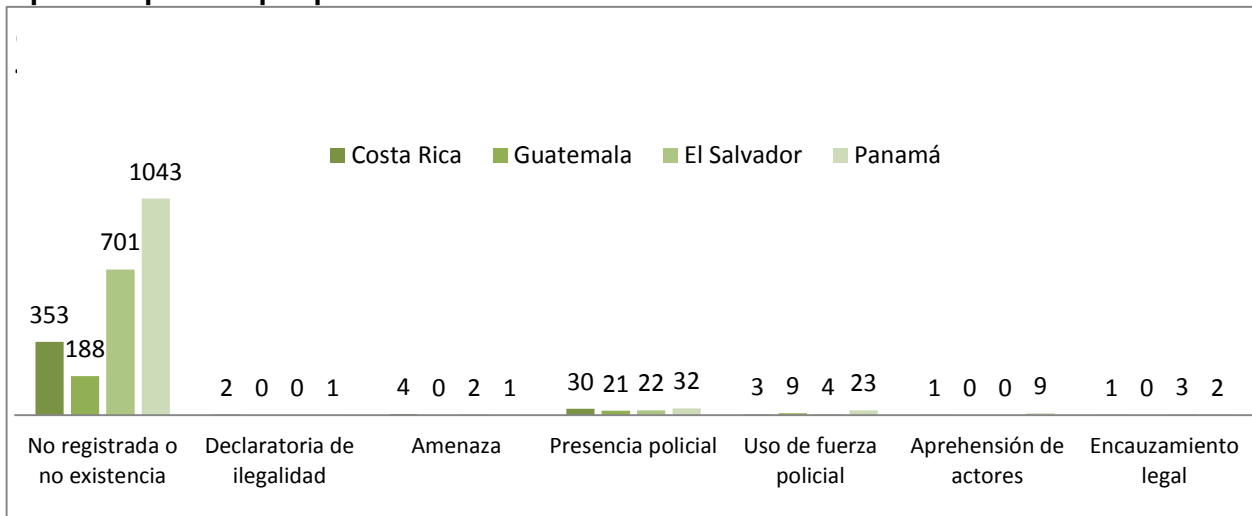 Costa Rica Guatemala El Salvador Panamá
1043
701
353
188
2 0 0 1
4 0 2 1
30 21 22 32
3 9 4 23
1 0 0 9
1 0 3 2
No registrada o
no existencia
Declaratoria de
ilegalidad
Amenaza
Presencia policial
Uso de fuerza
policial
Aprehensión de
actores
Encauzamiento
legal